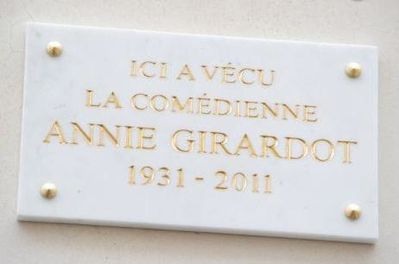 ICI A VÉCU
LA COMÉDIENNE
ANNIE GIRARDOT
1931 - 2011